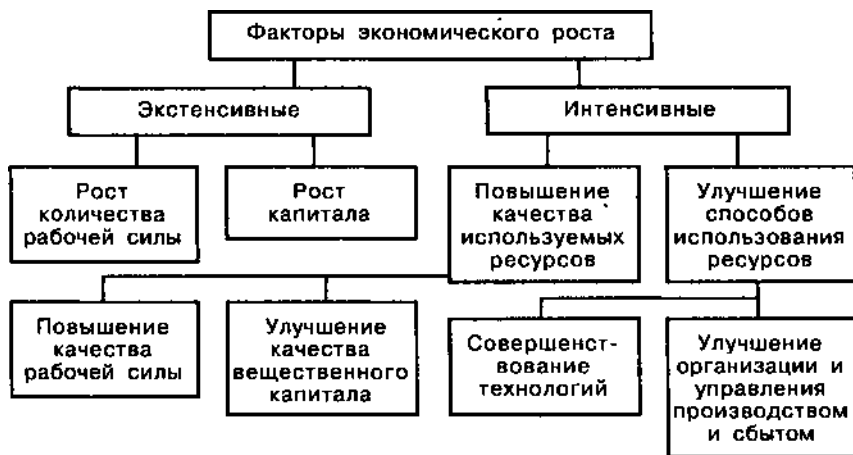 Факторы экономического роста
Экстенсивные
Интенсивные
Рост
количества
рабочей силы
Рост
капитала
Повышение
качества
используемых
ресурсов
Улучшение
способов
использования
ресурсов
Повышение
качества
рабочей силы
Улучшение
качества
вещественного
капитала
Совершенст-
вование
технологий
Улучшение
организации и
управления
производством
и сбытом